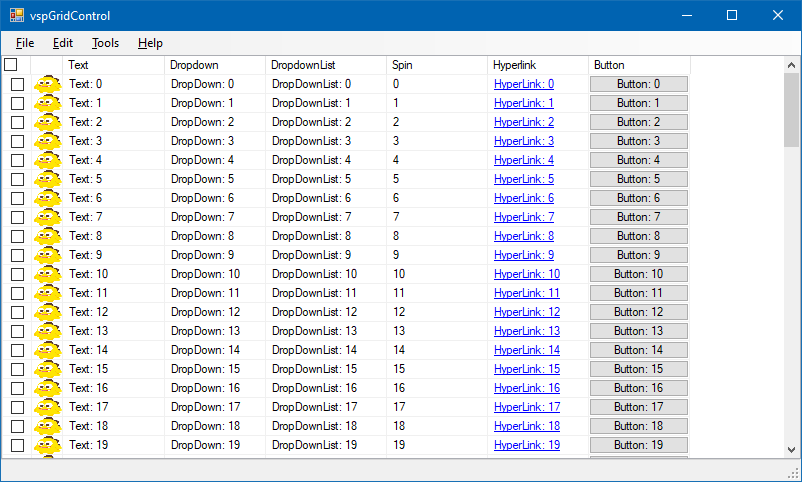 vspGridControl
File Edit Tools Help
Text Dropdown DropdownList Spin Hyperlink Button
Text: 0 DropDown: 0 DropDownList: 0 0 HyperLink: 0 Button: 0
Text: 1 DropDown: 1 DropDownList: 1 1 HyperLink: 1 Button: 1
Text: 2 DropDown: 2 DropDownList: 2 2 HyperLink: 2 Button: 2
Text: 3 DropDown: 3 DropDownList: 3 3 HyperLink: 3 Button: 3
Text: 4 DropDown: 4 DropDownList: 4 4 HyperLink: 4 Button: 4
Text: 5 DropDown: 5 DropDownList: 5 5 HyperLink: 5 Button: 5
Text: 6 DropDown: 6 DropDownList: 6 6 HyperLink: 6 Button: 6
Text: 7 DropDown: 7 DropDownList: 7 7 HyperLink: 7 Button: 7
Text: 8 DropDown: 8 DropDownList: 8 8 HyperLink: 8 Button: 8
Text: 9 DropDown: 9 DropDownList: 9 9 HyperLink: 9 Button: 9
Text: 10 DropDown: 10 DropDownList: 10 10 HyperLink: 10 Button: 10
Text: 11 DropDown: 11 DropDownList: 11 11 HyperLink: 11 Button: 11
Text: 12 DropDown: 12 DropDownList: 12 12 HyperLink: 12 Button: 12
Text: 13 DropDown: 13 DropDownList: 13 13 HyperLink: 13 Button: 13
Text: 14 DropDown: 14 DropDownList: 14 14 HyperLink: 14 Button: 14
Text: 15 DropDown: 15 DropDownList: 15 15 HyperLink: 15 Button: 15
Text: 16 DropDown: 16 DropDownList: 16 16 HyperLink: 16 Button: 16
Text: 17 DropDown: 17 DropDownList: 17 17 HyperLink: 17 Button: 17
Text: 18 DropDown: 18 DropDownList: 18 18 HyperLink: 18 Button: 18
Text: 19 DropDown: 19 DropDownList: 19 19 HyperLink: 19 Button: 19